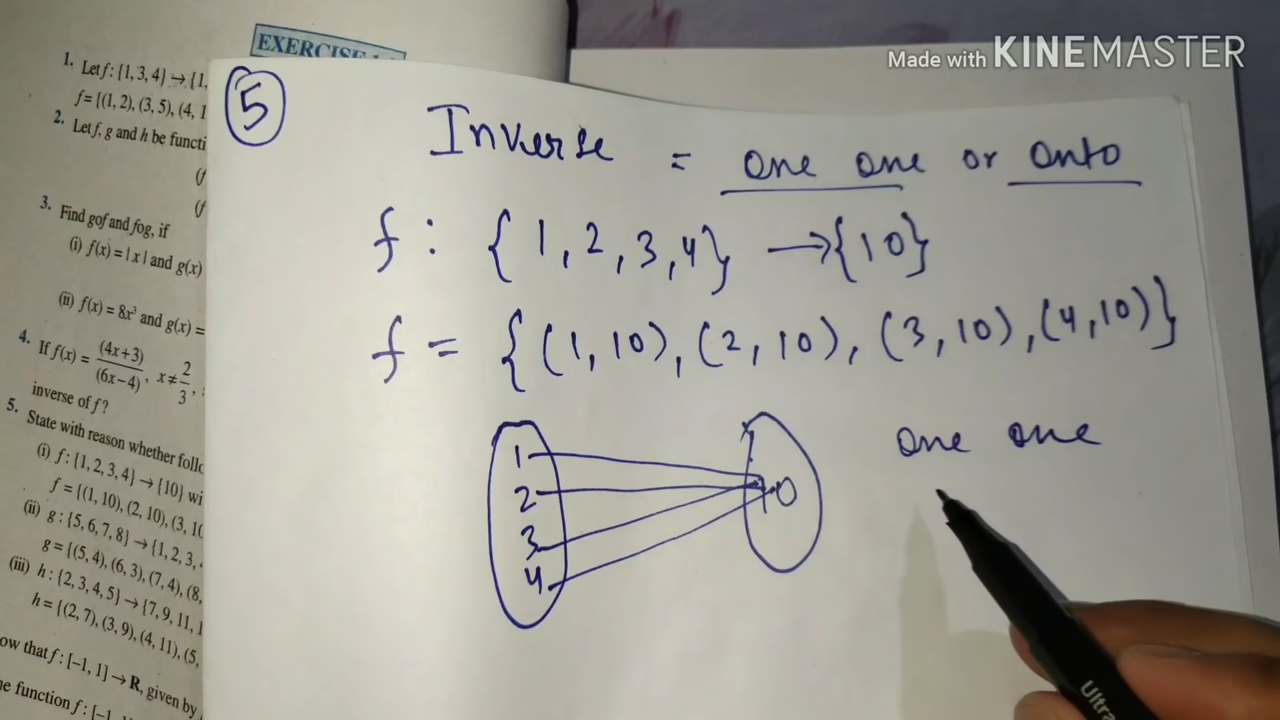 Made with KINEMASTER
EXERCISE
1. Let f : {1, 3, 4} → {1,
f = {(1, 2), (3, 5), (4, 1
2. Let f, g and h be functi
(f
(f
3. Find gof and fog, if
(i) f(x) = | x | and g(x)
(ii) f(x) = 8x³ and g(x) =
4. If f(x) = (4x+3)/(6x−4), x ≠ 2/3,
inverse of f?
5. State with reason whether follo
(i) f : {1, 2, 3, 4} → {10} wi
f = {(1, 10), (2, 10), (3, 10
(ii) g : {5, 6, 7, 8} → {1, 2, 3,
g = {(5, 4), (6, 3), (7, 4), (8,
(iii) h : {2, 3, 4, 5} → {7, 9, 11, 1
h = {(2, 7), (3, 9), (4, 11), (5,
ow that f : [−1, 1] → R, given by
e function f : [−1,
5
Inverse = one one or onto
f : {1, 2, 3, 4} → {10}
f = {(1, 10), (2, 10), (3, 10), (4, 10)}
1
2
3
4
10
one one
Ultra